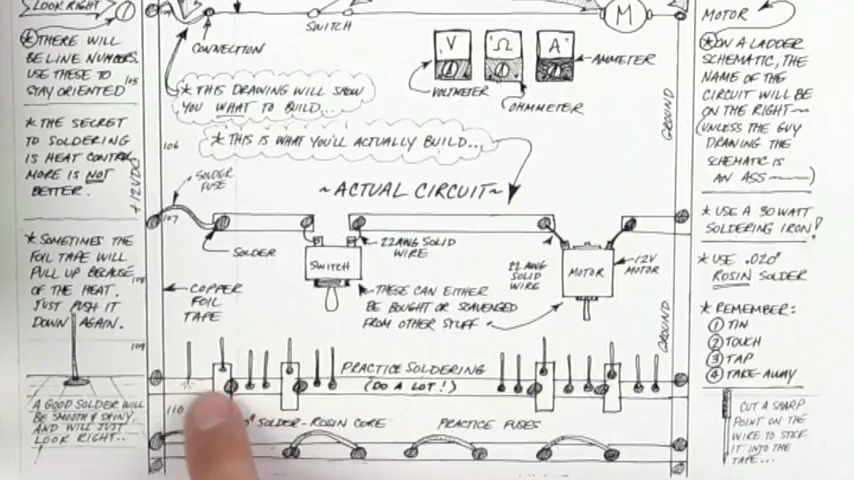 LOOK RIGHT
*THERE WILL
BE LINE NUMBERS.
USE THESE TO
STAY ORIENTED
*THE SECRET
TO SOLDERING
IS HEAT CONTROL
MORE IS NOT
BETTER.
*SOMETIMES THE
FOIL TAPE WILL
PULL UP BECAUSE
OF THE HEAT.
JUST PUSH IT
DOWN AGAIN.
A GOOD SOLDER WILL
BE SMOOTH & SHINY,
AND WILL JUST
LOOK RIGHT...
105
106
107
108
109
110
+12VDC
CONNECTION
SWITCH
M
V
Ω
A
VOLTMETER
OHMMETER
AMMETER
*THIS DRAWING WILL SHOW
YOU WHAT TO BUILD...
*THIS IS WHAT YOU'LL ACTUALLY BUILD...
~ACTUAL CIRCUIT~
SOLDER
FUSE
SOLDER
SWITCH
22AWG SOLID
WIRE
22 AWG
SOLID
WIRE
MOTOR
12V
MOTOR
COPPER
FOIL
TAPE
*THESE CAN EITHER
BE BOUGHT OR SCAVENGED
FROM OTHER STUFF
PRACTICE SOLDERING
(DO A LOT!)
SOLDER-ROSIN CORE
PRACTICE FUSES
GROUND
GROUND
MOTOR
*ON A LADDER
SCHEMATIC, THE
NAME OF THE
CIRCUIT WILL BE
ON THE RIGHT~
(UNLESS THE GUY
DRAWING THE
SCHEMATIC IS
AN ASS~)
*USE A 30 WATT
SOLDERING IRON!
*USE .020"
ROSIN SOLDER
*REMEMBER:
① TIN
② TOUCH
③ TAP
④ TAKE-AWAY
CUT A SHARP
POINT ON THE
WIRE TO STICK
IT INTO THE
TAPE...